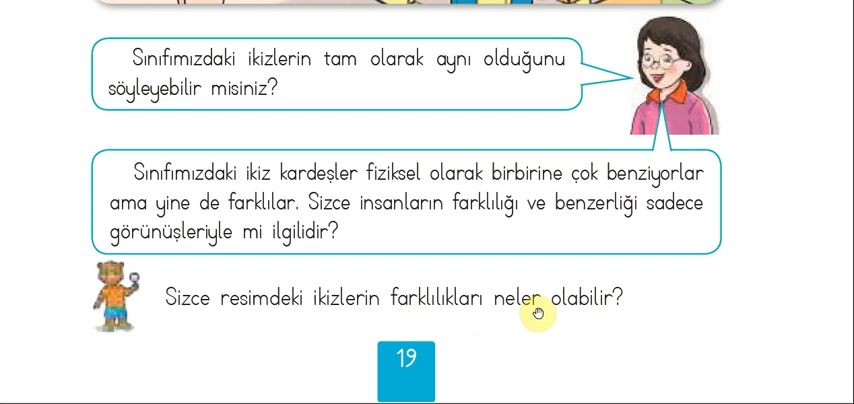 Sınıfımızdaki ikizlerin tam olarak aynı olduğunu
söyleyebilir misiniz?
Sınıfımızdaki ikiz kardeşler fiziksel olarak birbirine çok benziyorlar
ama yine de farklılar. Sizce insanların farklılığı ve benzerliği sadece
görünüşleriyle mi ilgilidir?
Sizce resimdeki ikizlerin farklılıkları neler olabilir?
19